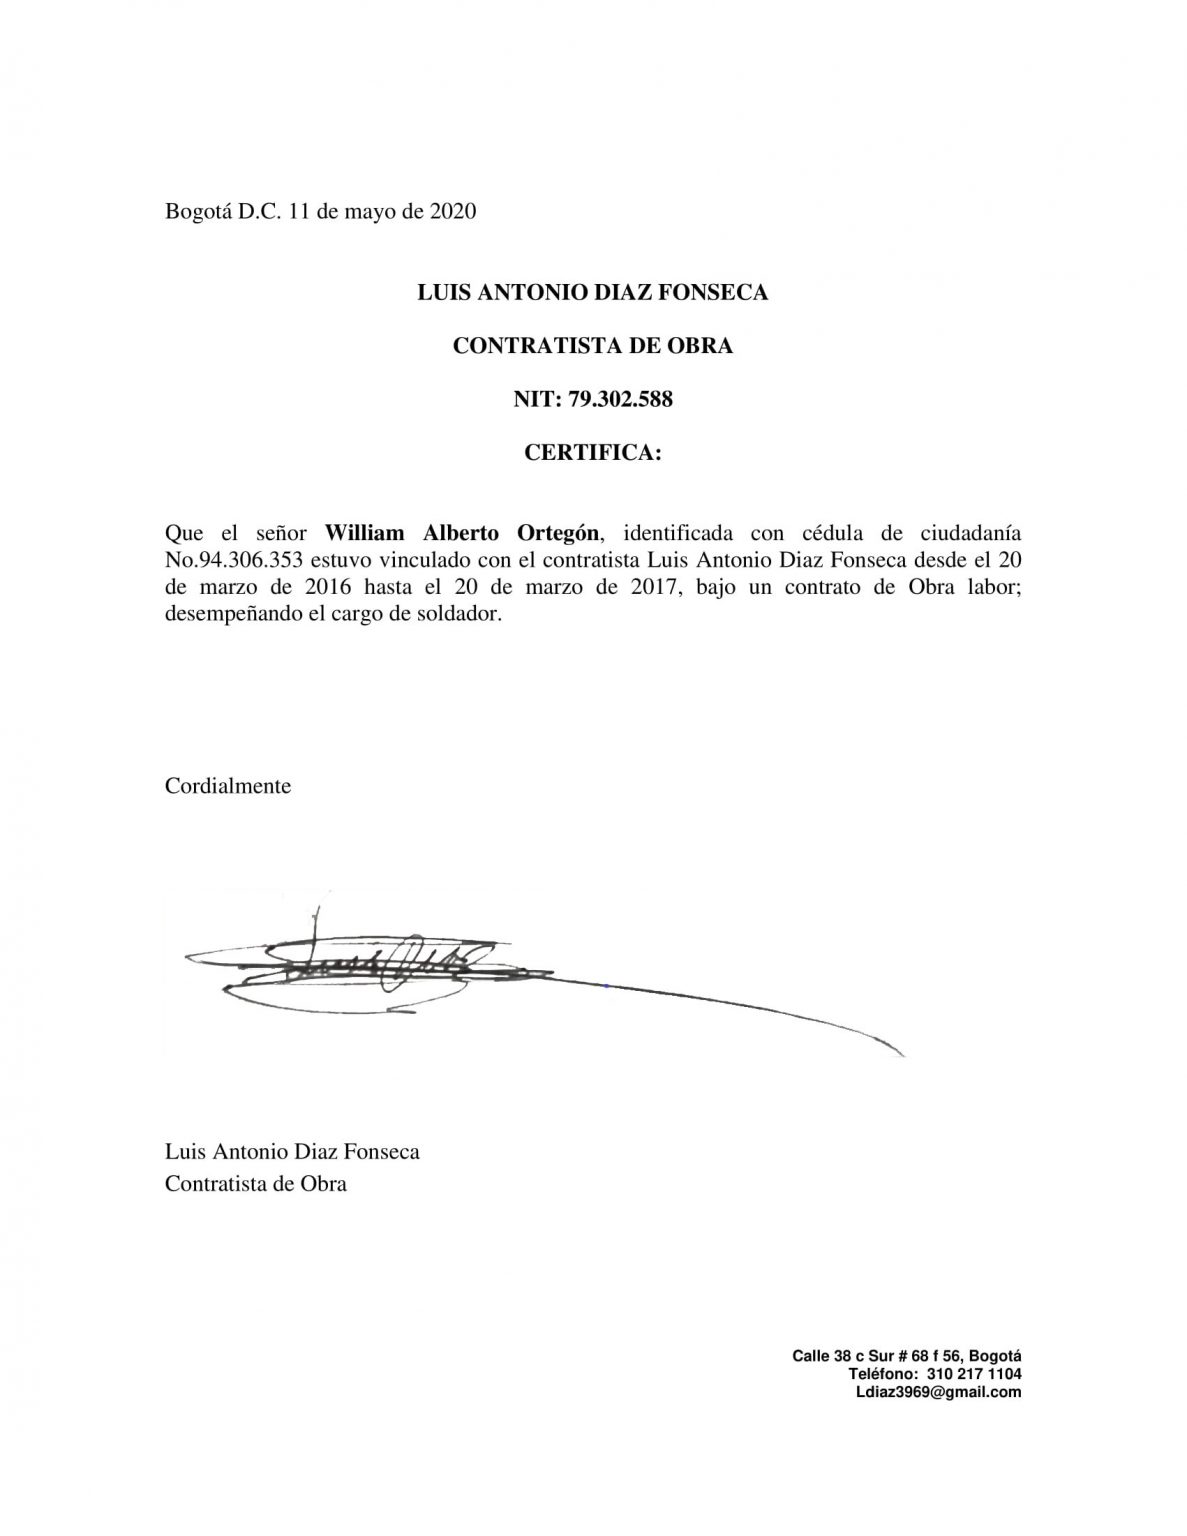 Bogotá D.C. 11 de mayo de 2020
LUIS ANTONIO DIAZ FONSECA
CONTRATISTA DE OBRA
NIT: 79.302.588
CERTIFICA:
Que el señor William Alberto Ortegón, identificada con cédula de ciudadanía
No.94.306.353 estuvo vinculado con el contratista Luis Antonio Diaz Fonseca desde el 20
de marzo de 2016 hasta el 20 de marzo de 2017, bajo un contrato de Obra labor;
desempeñando el cargo de soldador.
Cordialmente
Luis Antonio Diaz Fonseca
Contratista de Obra
Calle 38 c Sur # 68 f 56, Bogotá
Teléfono: 310 217 1104
Ldiaz3969@gmail.com